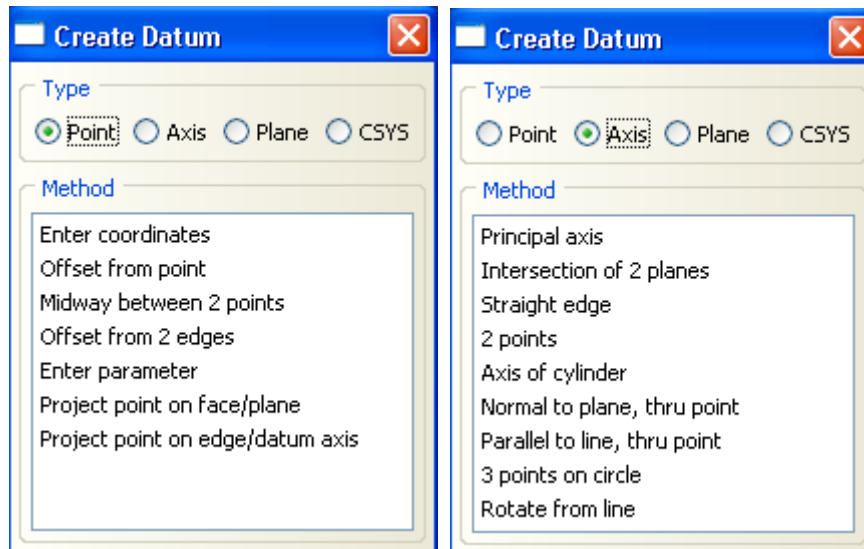 Create Datum
Type
Point Axis Plane CSYS
Method
Enter coordinates
Offset from point
Midway between 2 points
Offset from 2 edges
Enter parameter
Project point on face/plane
Project point on edge/datum axis
Create Datum
Type
Point Axis Plane CSYS
Method
Principal axis
Intersection of 2 planes
Straight edge
2 points
Axis of cylinder
Normal to plane, thru point
Parallel to line, thru point
3 points on circle
Rotate from line